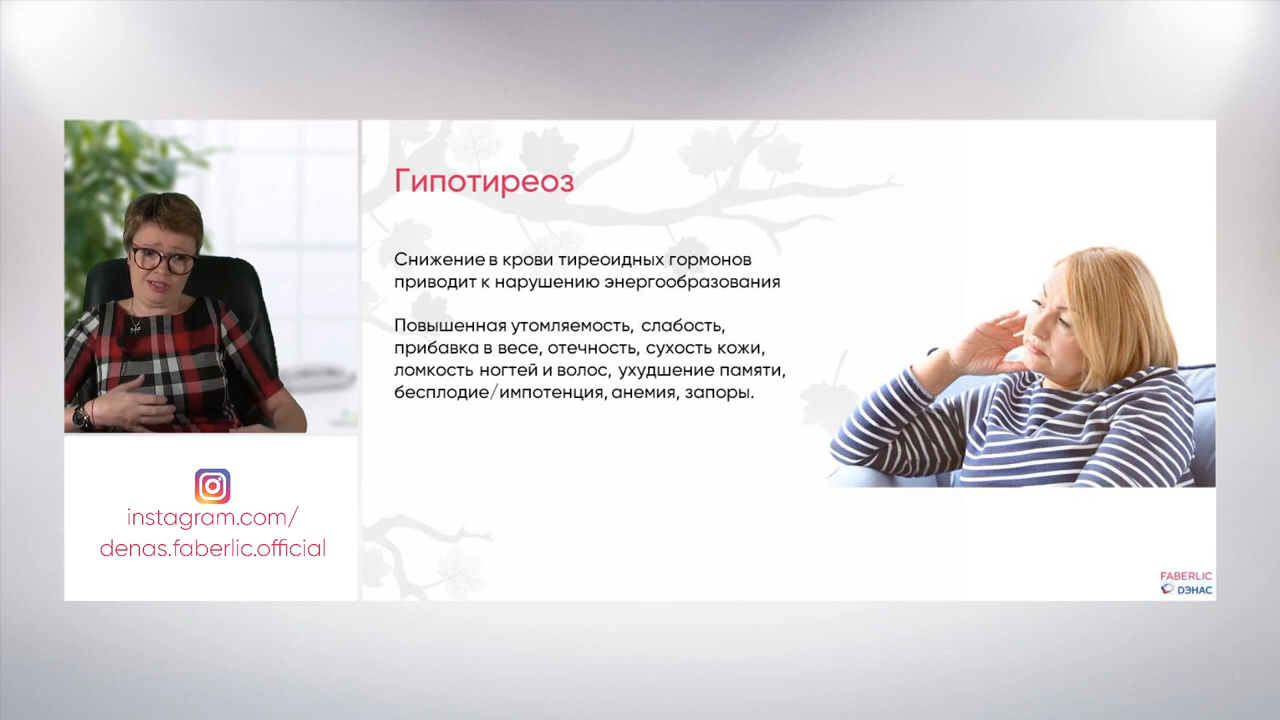 Гипотиреоз
Снижение в крови тиреоидных гормонов
приводит к нарушению энергообразования
Повышенная утомляемость, слабость,
прибавка в весе, отечность, сухость кожи,
ломкость ногтей и волос, ухудшение памяти,
бесплодие/импотенция, анемия, запоры.
instagram.com/
denas.faberlic.official
FABERLIC
DЭНАС